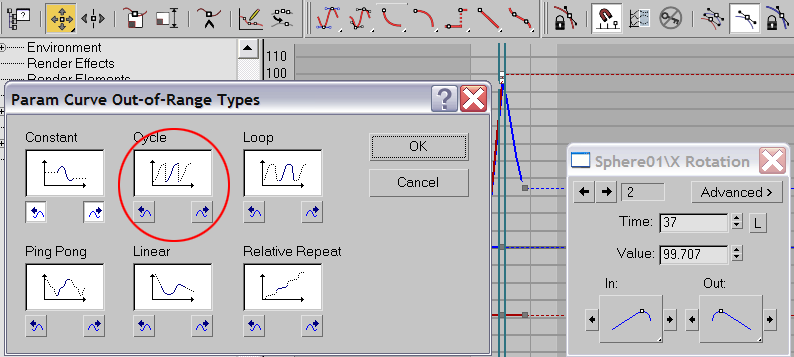 Environment
Render Effects
Render Elements
110
100
Param Curve Out-of-Range Types
Constant
Cycle
Loop
OK
Cancel
Ping Pong
Linear
Relative Repeat
Sphere01\X Rotation
2
Advanced >
Time:
37
L
Value:
99.707
In:
Out: